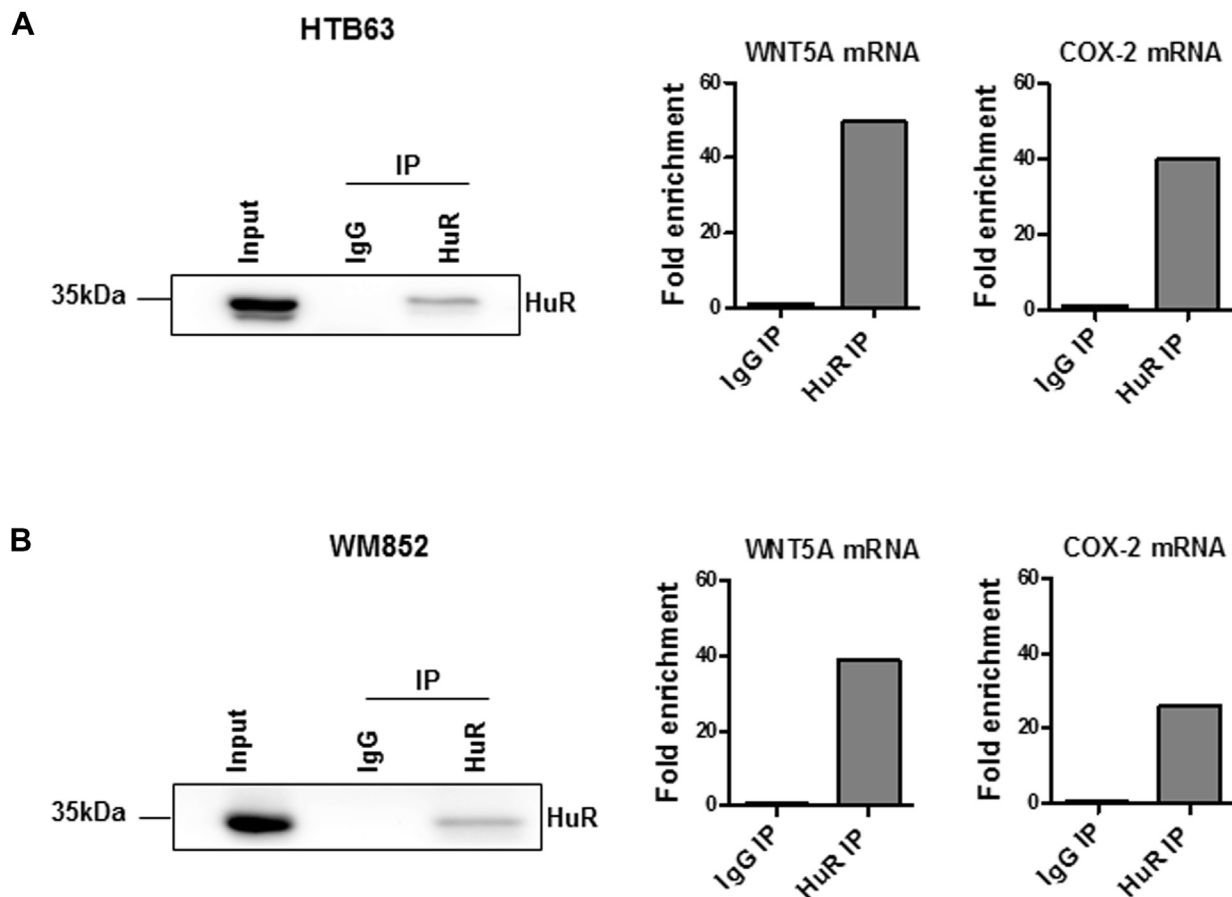 A
HTB63
IP
Input
IgG
HuR
35kDa
HuR
WNT5A mRNA
Fold enrichment
60
40
20
0
IgG IP
HuR IP
COX-2 mRNA
Fold enrichment
60
40
20
0
IgG IP
HuR IP
B
WM852
IP
Input
IgG
HuR
35kDa
HuR
WNT5A mRNA
Fold enrichment
60
40
20
0
IgG IP
HuR IP
COX-2 mRNA
Fold enrichment
60
40
20
0
IgG IP
HuR IP